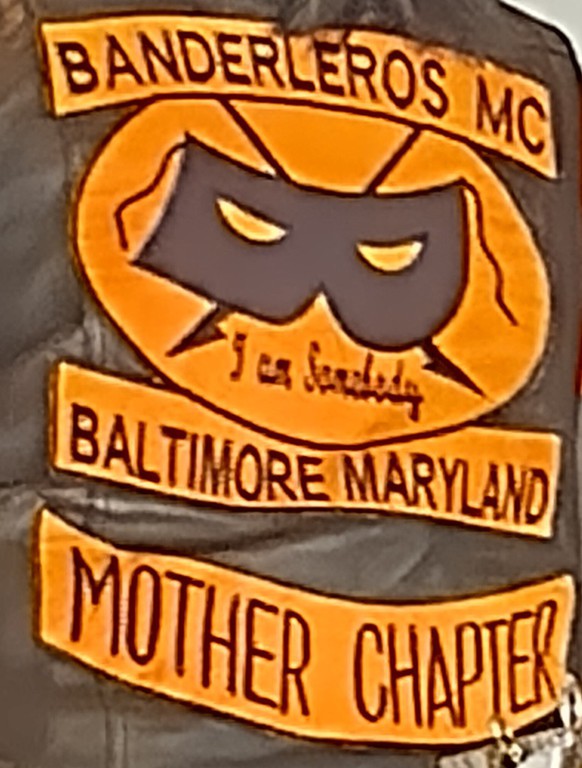 BANDERLEROS MC
I am Somebody
BALTIMORE MARYLAND
MOTHER CHAPTER